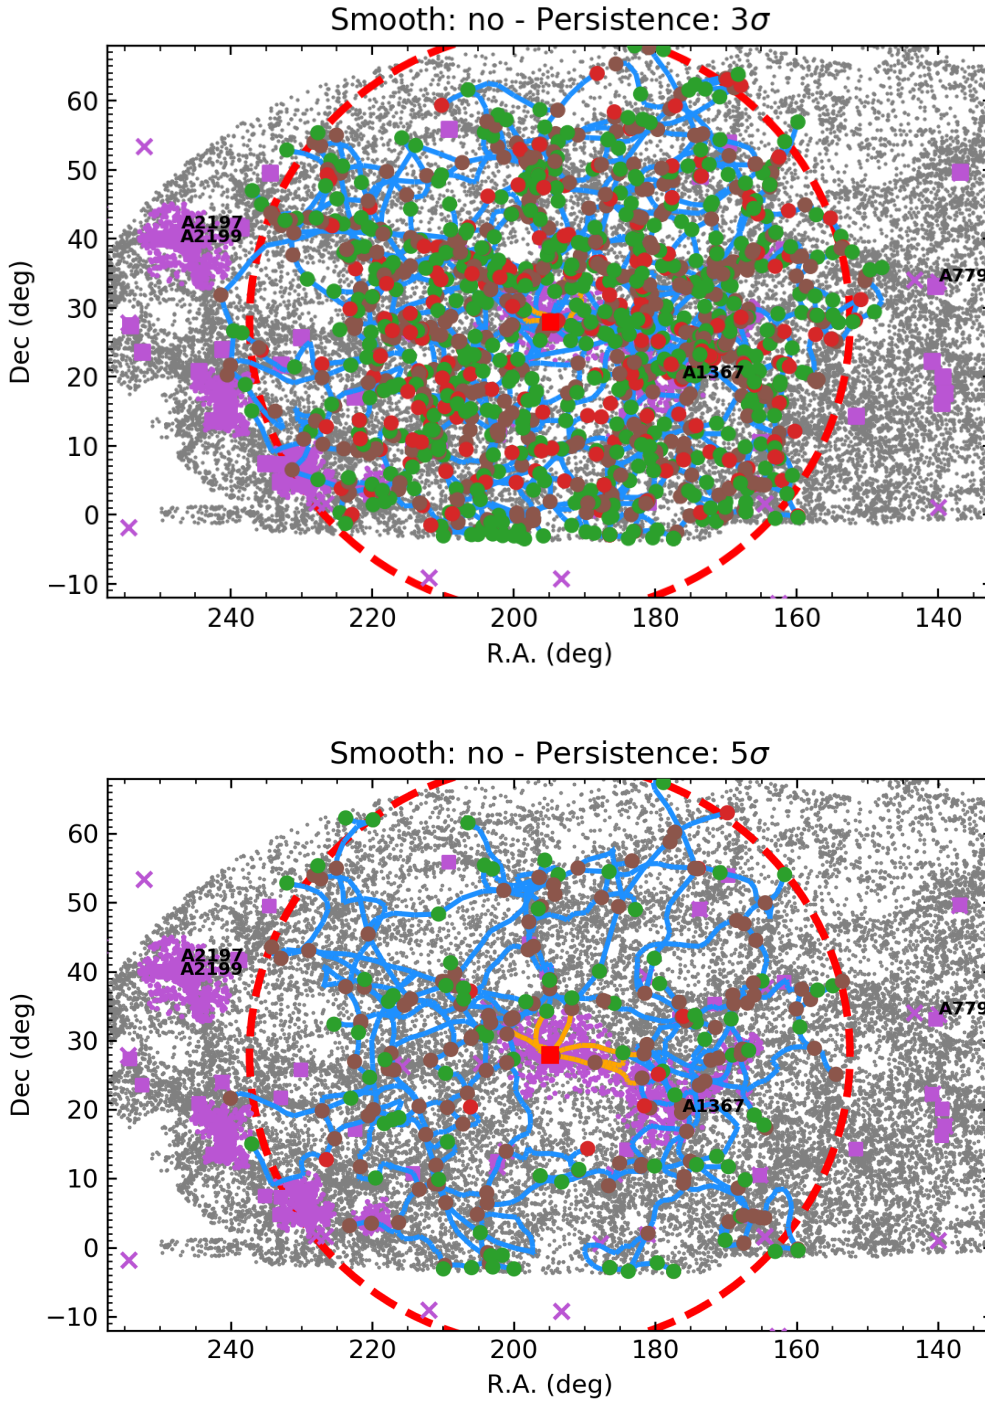 Smooth: no - Persistence: 3σ
60
50
40
30
20
10
0
−10
Dec (deg)
A2197
A2199
A779
A1367
240
220
200
180
160
140
R.A. (deg)
Smooth: no - Persistence: 5σ
60
50
40
30
20
10
0
−10
Dec (deg)
A2197
A2199
A779
A1367
240
220
200
180
160
140
R.A. (deg)